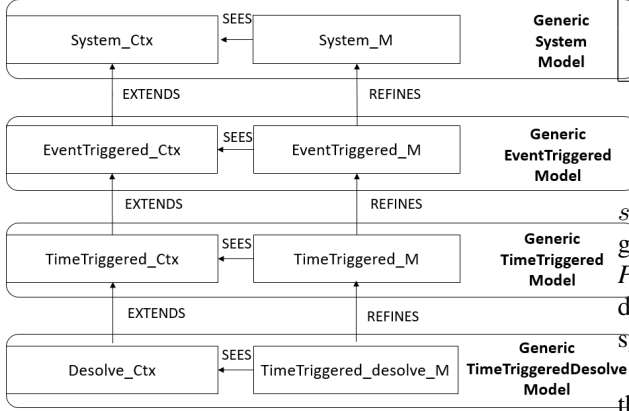 SEES
System_Ctx
System_M
Generic
System
Model
EXTENDS
REFINES
SEES
EventTriggered_Ctx
EventTriggered_M
Generic
EventTriggered
Model
EXTENDS
REFINES
SEES
TimeTriggered_Ctx
TimeTriggered_M
Generic
TimeTriggered
Model
EXTENDS
REFINES
SEES
Desolve_Ctx
TimeTriggered_desolve_M
Generic
TimeTriggeredDesolve
Model